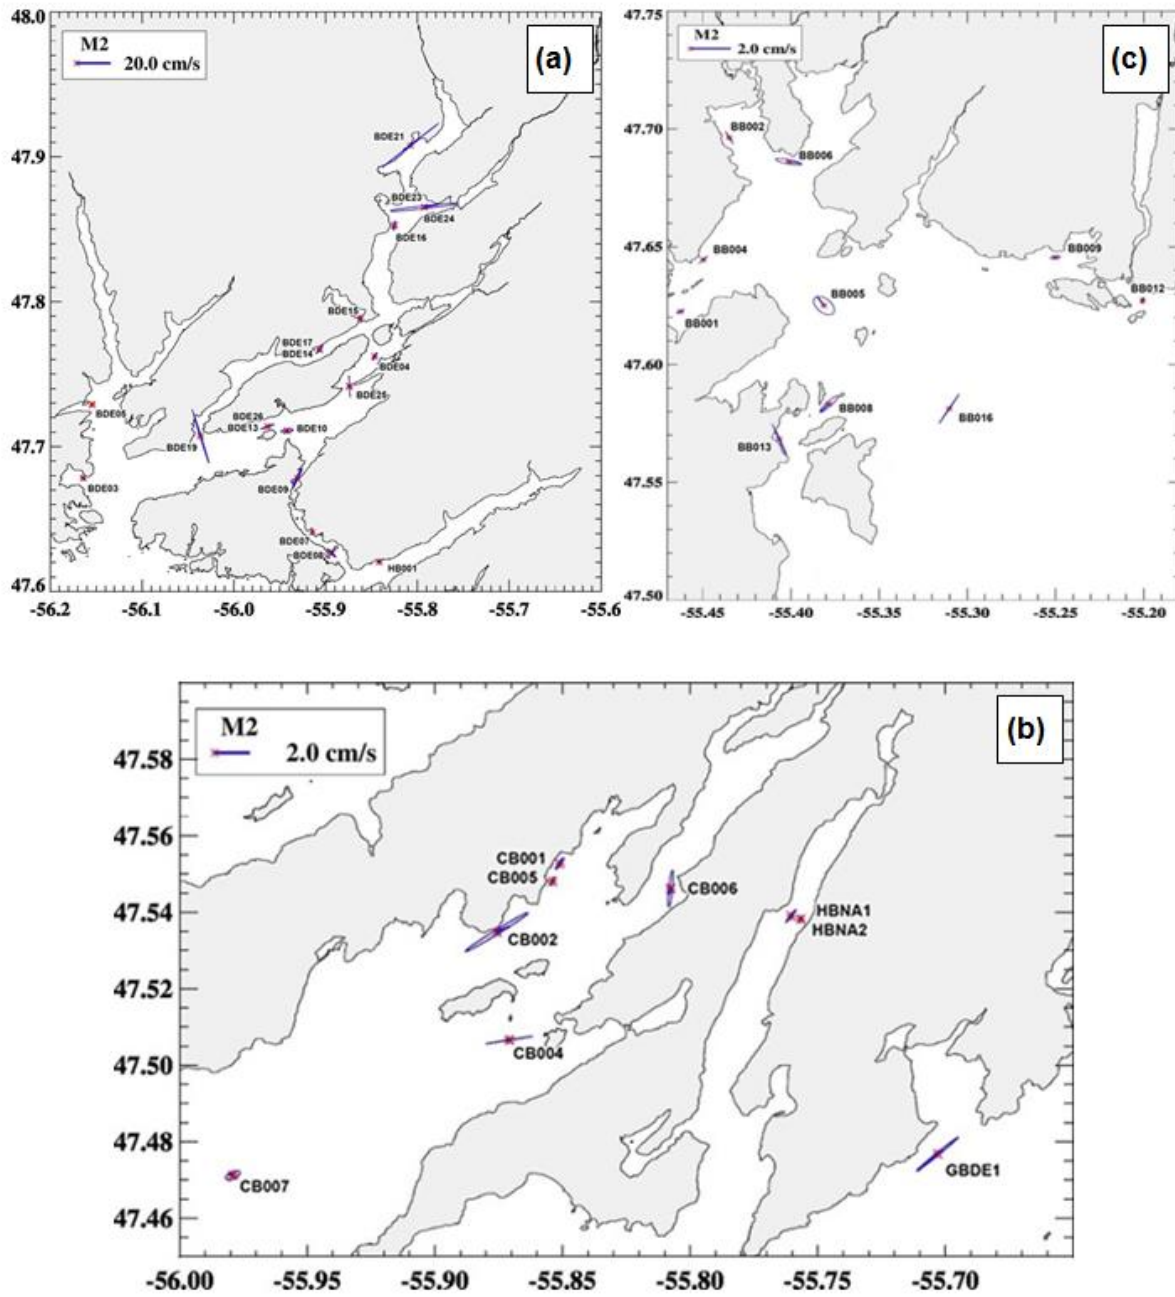 48.0
M2
20.0 cm/s
(a)
BDE21
47.9
BDE23
BDE24
BDE16
47.8
BDE15
BDE17
BDE14
BDE04
BDE25
BDE05
BDE26
BDE13
BDE10
47.7
BDE19
BDE03
BDE09
BDE07
BDE08
HB001
47.6
-56.2
-56.1
-56.0
-55.9
-55.8
-55.7
-55.6
47.75
M2
2.0 cm/s
(c)
47.70
BB002
BB006
47.65
BB004
BB009
BB005
BB012
BB001
47.60
BB008
BB016
BB013
47.55
47.50
-55.45
-55.40
-55.35
-55.30
-55.25
-55.20
M2
2.0 cm/s
(b)
47.58
47.56
CB001
CB005
CB006
47.54
HBNA1
HBNA2
CB002
47.52
CB004
47.50
47.48
CB007
GBDE1
47.46
-56.00
-55.95
-55.90
-55.85
-55.80
-55.75
-55.70